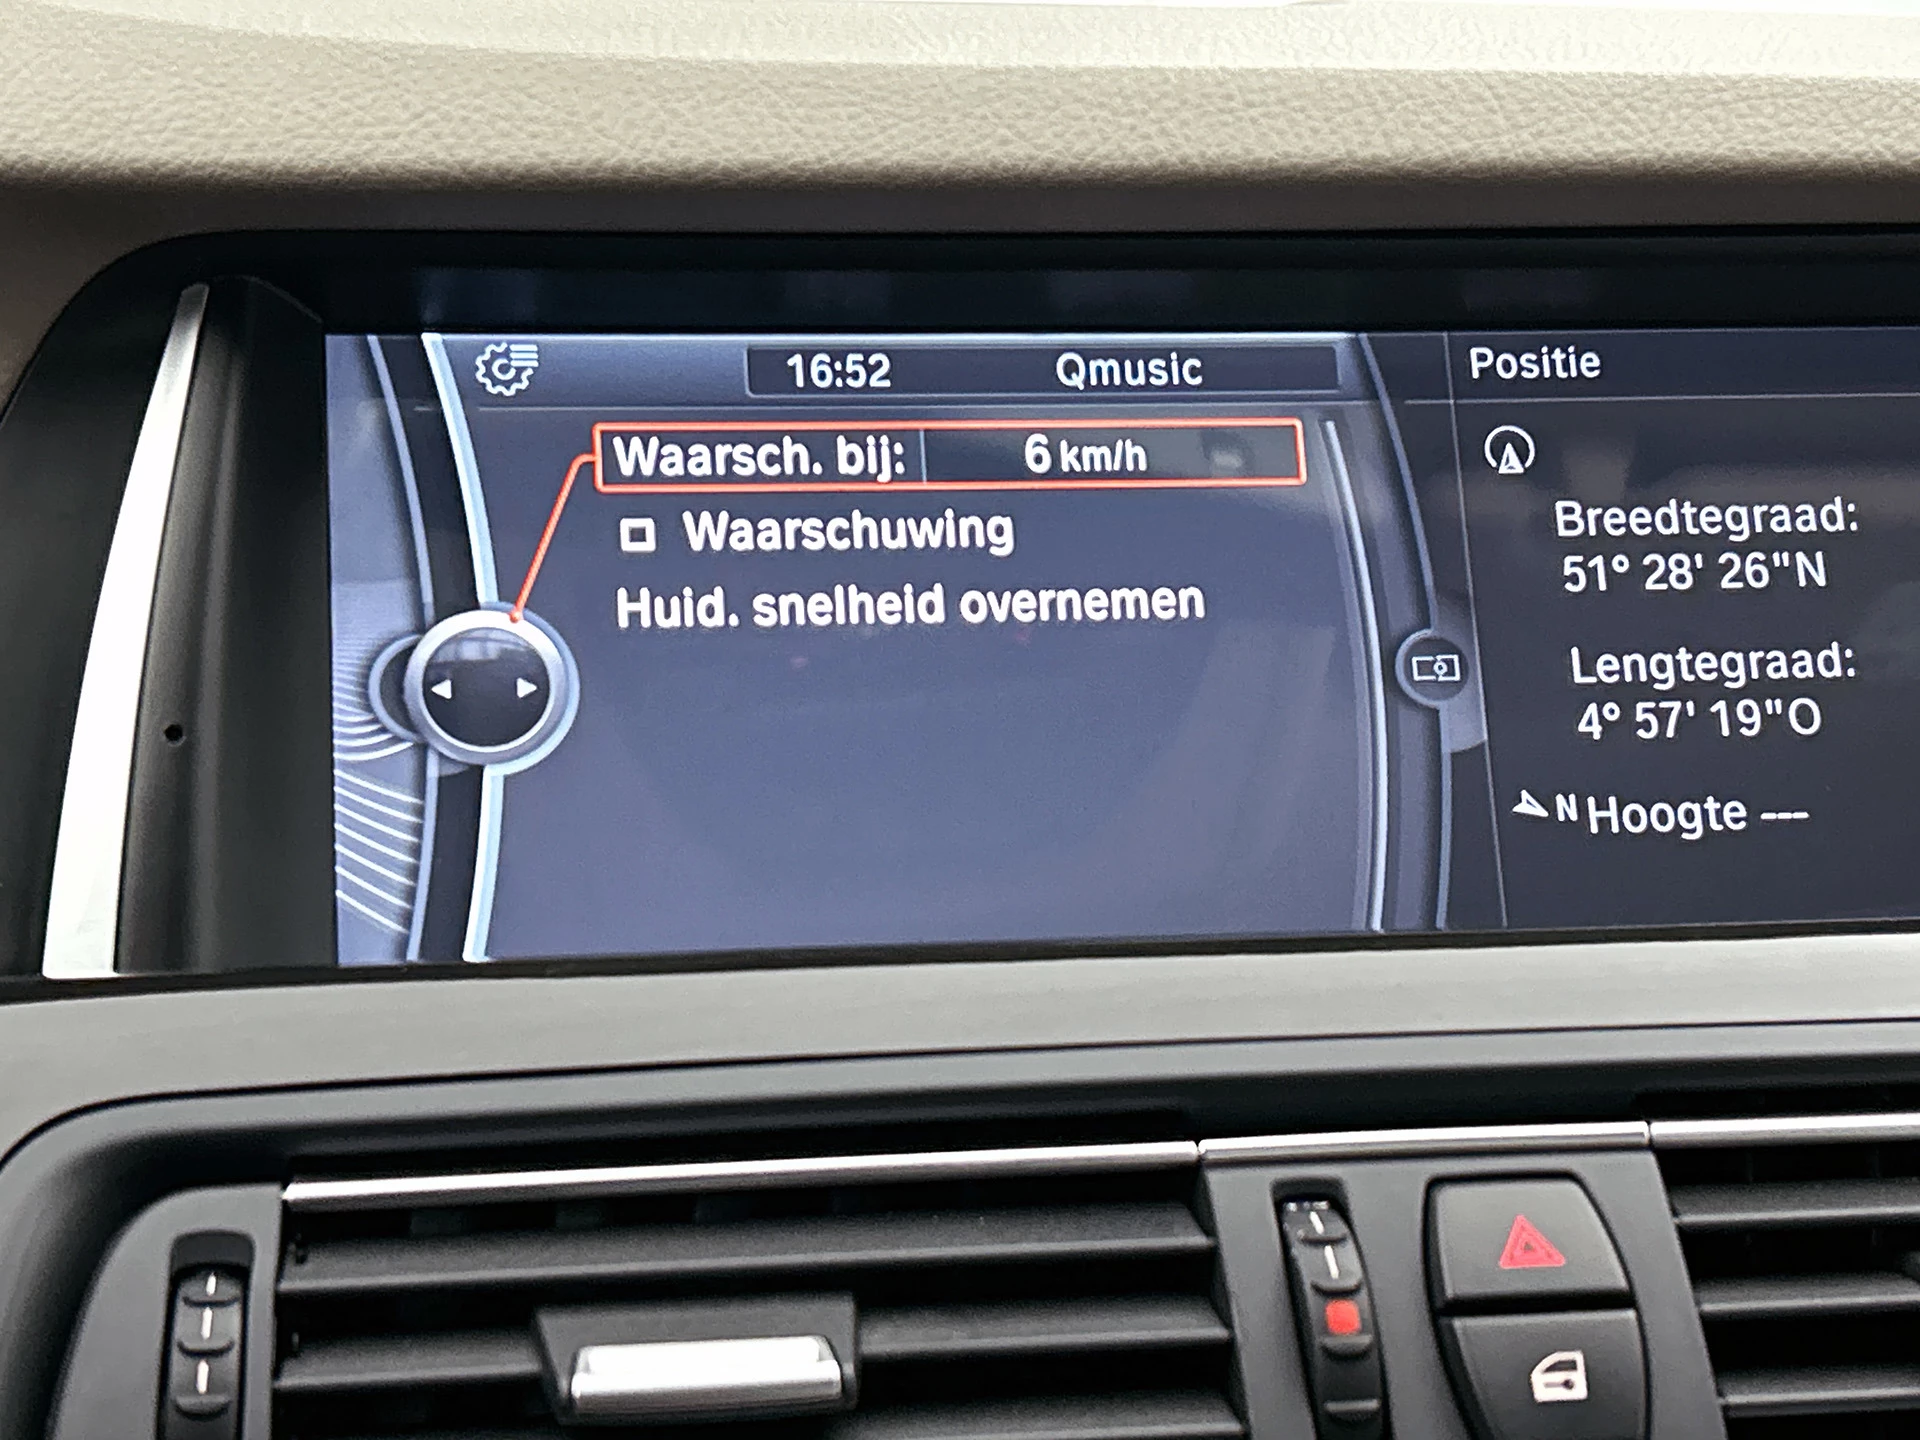 16:52 Qmusic
Waarsch. bij: 6 km/h
Waarschuwing
Huid. snelheid overnemen
Positie
Breedtegraad:
51° 28' 26"N
Lengtegraad:
4° 57' 19"O
N Hoogte ---